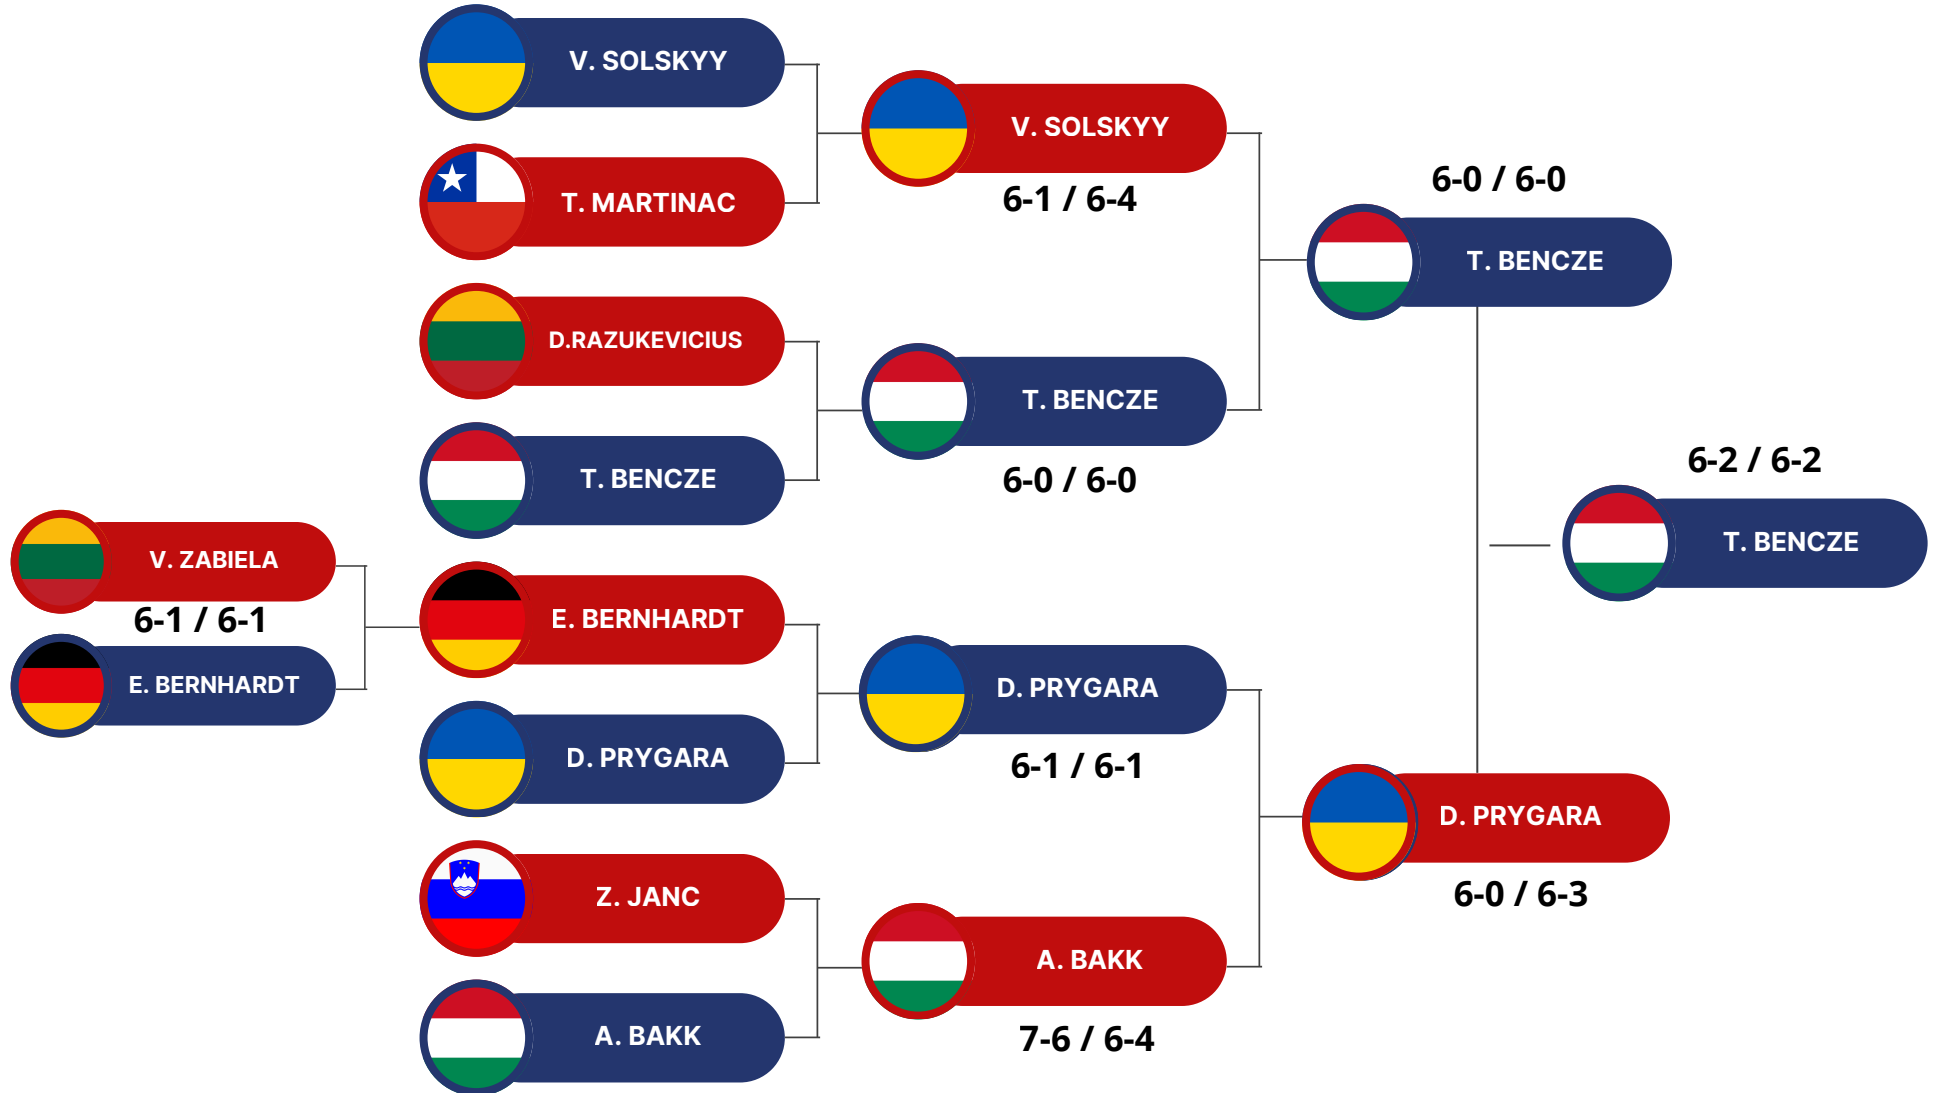 V. ZABIELA
6-1 / 6-1
E. BERNHARDT
V. SOLSKYY
T. MARTINAC
D.RAZUKEVICIUS
T. BENCZE
E. BERNHARDT
D. PRYGARA
Z. JANC
A. BAKK
V. SOLSKYY
6-1 / 6-4
T. BENCZE
6-0 / 6-0
D. PRYGARA
6-1 / 6-1
A. BAKK
7-6 / 6-4
6-0 / 6-0
T. BENCZE
D. PRYGARA
6-0 / 6-3
6-2 / 6-2
T. BENCZE